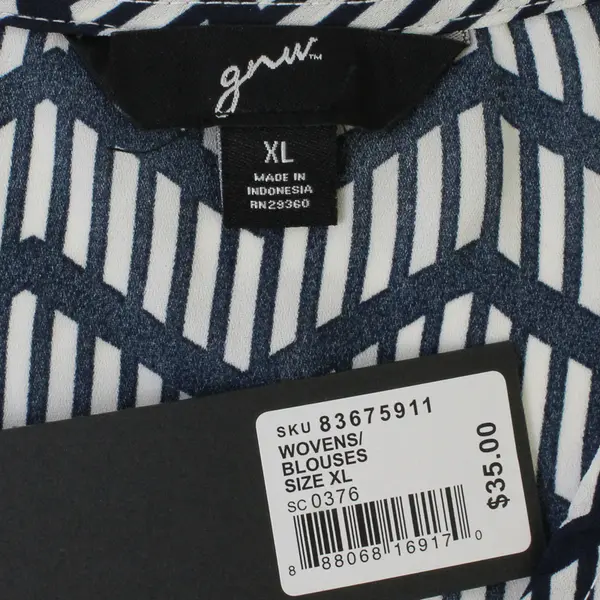 gnw™
XL
MADE IN
INDONESIA
RN29360
SKU 83675911
WOVENS/
BLOUSES
SIZE XL
SC 0376
$35.00
8 88068 16917 0